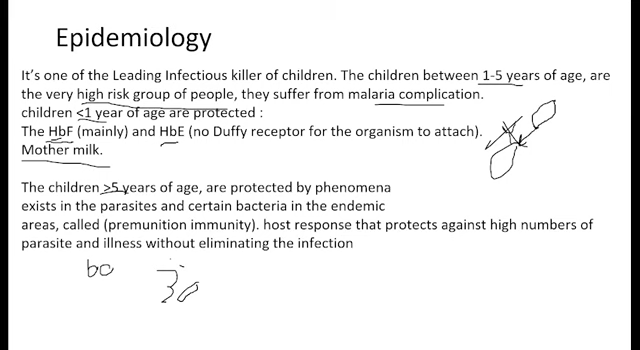 Epidemiology
It's one of the Leading Infectious killer of children. The children between 1-5 years of age, are
the very high risk group of people, they suffer from malaria complication.
children <1 year of age are protected :
The HbF (mainly) and HbE (no Duffy receptor for the organism to attach).
Mother milk.
The children >5 years of age, are protected by phenomena
exists in the parasites and certain bacteria in the endemic
areas, called (premunition immunity). host response that protects against high numbers of
parasite and illness without eliminating the infection